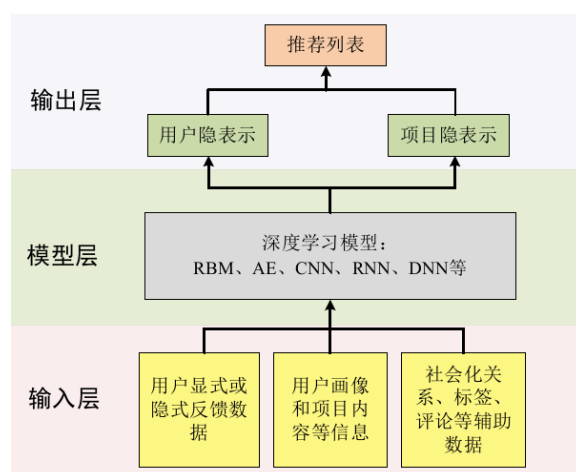 推荐列表
输出层
用户隐表示
项目隐表示
模型层
深度学习模型：
RBM、AE、CNN、RNN、DNN等
输入层
用户显式或
隐式反馈数
据
用户画像
和项目内
容等信息
社会化关
系、标签、
评论等辅助
数据